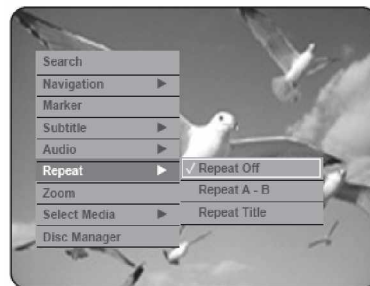 Search
Navigation ►
Marker
Subtitle ►
Audio ►
Repeat ►
✓ Repeat Off
Repeat A - B
Repeat Title
Zoom
Select Media ►
Disc Manager